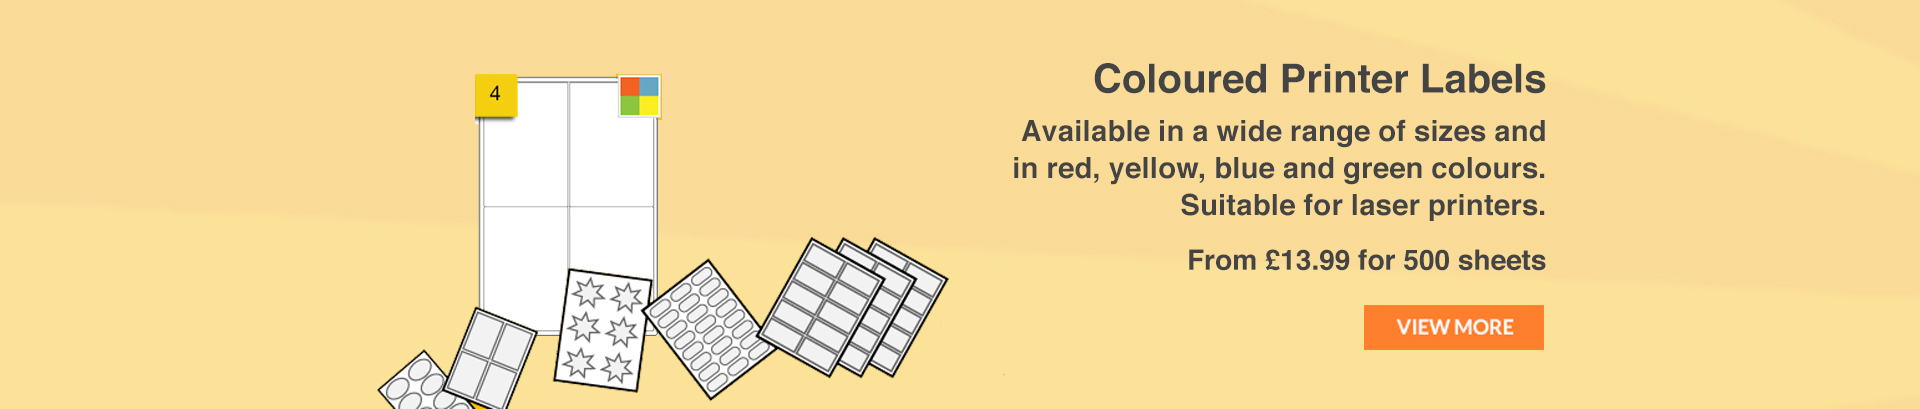 4
Coloured Printer Labels
Available in a wide range of sizes and
in red, yellow, blue and green colours.
Suitable for laser printers.
From £13.99 for 500 sheets
VIEW MORE